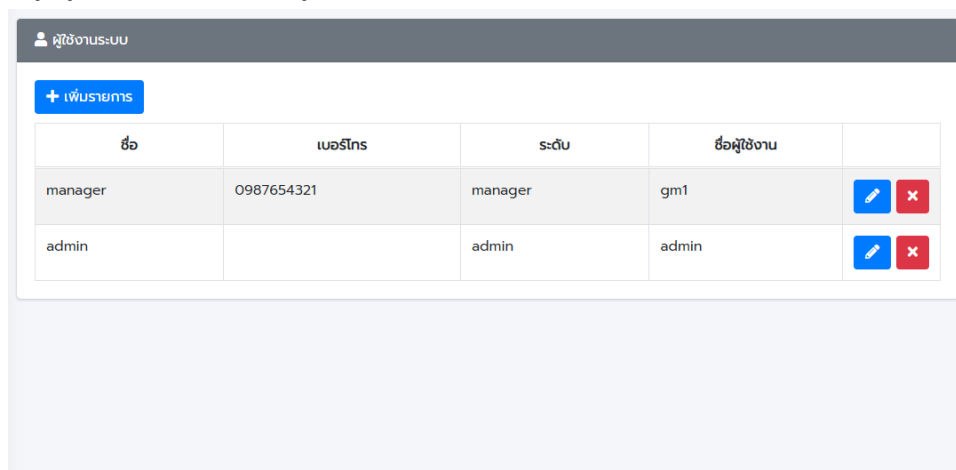 ผู้ใช้งานระบบ
เพิ่มรายการ
ชื่อ เบอร์โทร ระดับ ชื่อผู้ใช้งาน
manager 0987654321 manager gm1
admin admin admin